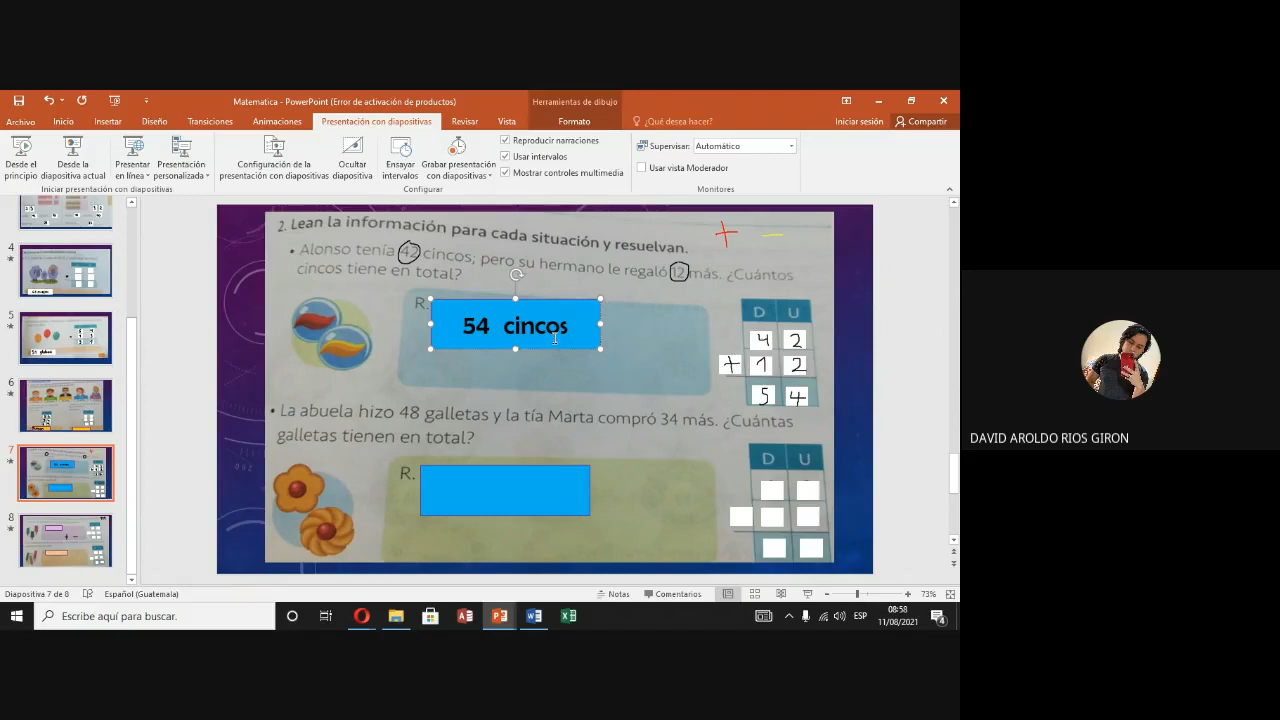 Matematica - PowerPoint (Error de activación de productos)
Herramientas de dibujo
Archivo
Inicio
Insertar
Diseño
Transiciones
Animaciones
Presentación con diapositivas
Revisar
Vista
Formato
¿Qué desea hacer?
Iniciar sesión
Compartir
Desde el principio
Desde la diapositiva actual
Presentar en línea
Presentación personalizada
Configuración de la presentación con diapositivas
Ocultar diapositiva
Ensayar intervalos
Grabar presentación con diapositivas
Reproducir narraciones
Usar intervalos
Mostrar controles multimedia
Supervisar:
Automático
Usar vista Moderador
Iniciar presentación con diapositivas
Configurar
Monitores
4
5
6
7
8
2. Lean la información para cada situación y resuelvan.
+ −
• Alonso tenía 42 cincos; pero su hermano le regaló 12 más. ¿Cuántos
cincos tiene en total?
R.
54 cincos
D U
4 2
+ 1 2
5 4
• La abuela hizo 48 galletas y la tía Marta compró 34 más. ¿Cuántas
galletas tienen en total?
R.
D U
DAVID AROLDO RIOS GIRON
Diapositiva 7 de 8
Español (Guatemala)
Notas
Comentarios
73%
Escribe aquí para buscar.
ESP
08:58
11/08/2021
4